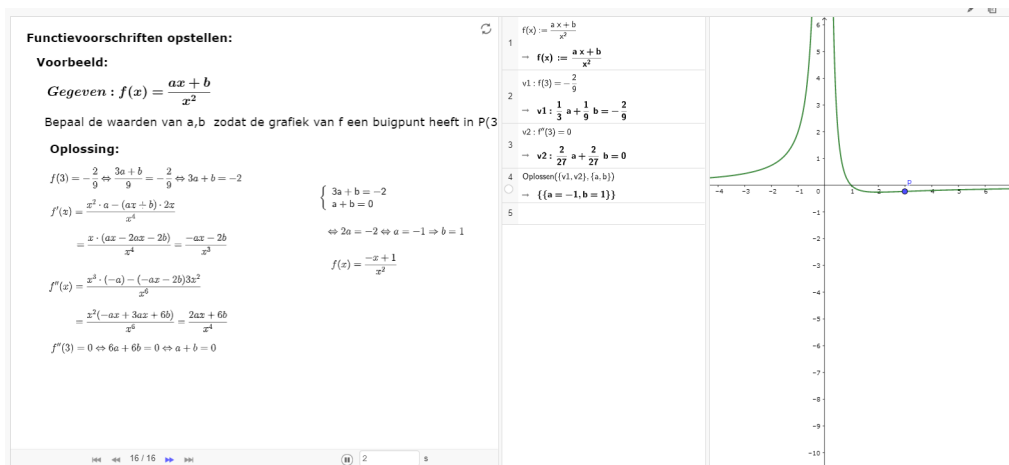 Functievoorschriften opstellen:
Voorbeeld:
Gegeven : f(x) = (ax + b)/x²
Bepaal de waarden van a,b zodat de grafiek van f een buigpunt heeft in P(3
Oplossing:
f(3) = −2/9 ⇔ (3a + b)/9 = −2/9 ⇔ 3a + b = −2
f′(x) = (x² · a − (ax + b) · 2x)/x⁴
= (x · (ax − 2ax − 2b))/x⁴ = (−ax − 2b)/x³
f″(x) = (x³ · (−a) − (−ax − 2b)3x²)/x⁶
= (x²(−ax + 3ax + 6b))/x⁶ = (2ax + 6b)/x⁴
f″(3) = 0 ⇔ 6a + 6b = 0 ⇔ a + b = 0
{ 3a + b = −2
a + b = 0
⇔ 2a = −2 ⇔ a = −1 ⇒ b = 1
f(x) = (−x + 1)/x²
16 / 16
2 s
1
f(x) := (a x + b)/x²
→ f(x) := (a x + b)/x²
2
v1 : f(3) = −2/9
→ v1 : 1/3 a + 1/9 b = −2/9
3
v2 : f″(3) = 0
→ v2 : 2/27 a + 2/27 b = 0
4 Oplossen({v1, v2}, {a, b})
→ {{a = −1, b = 1}}
5
6
5
4
3
2
1
−4 −3 −2 −1 0 1 2 3 4 5 6
−1
−2
−3
−4
−5
−6
−7
−8
−9
−10